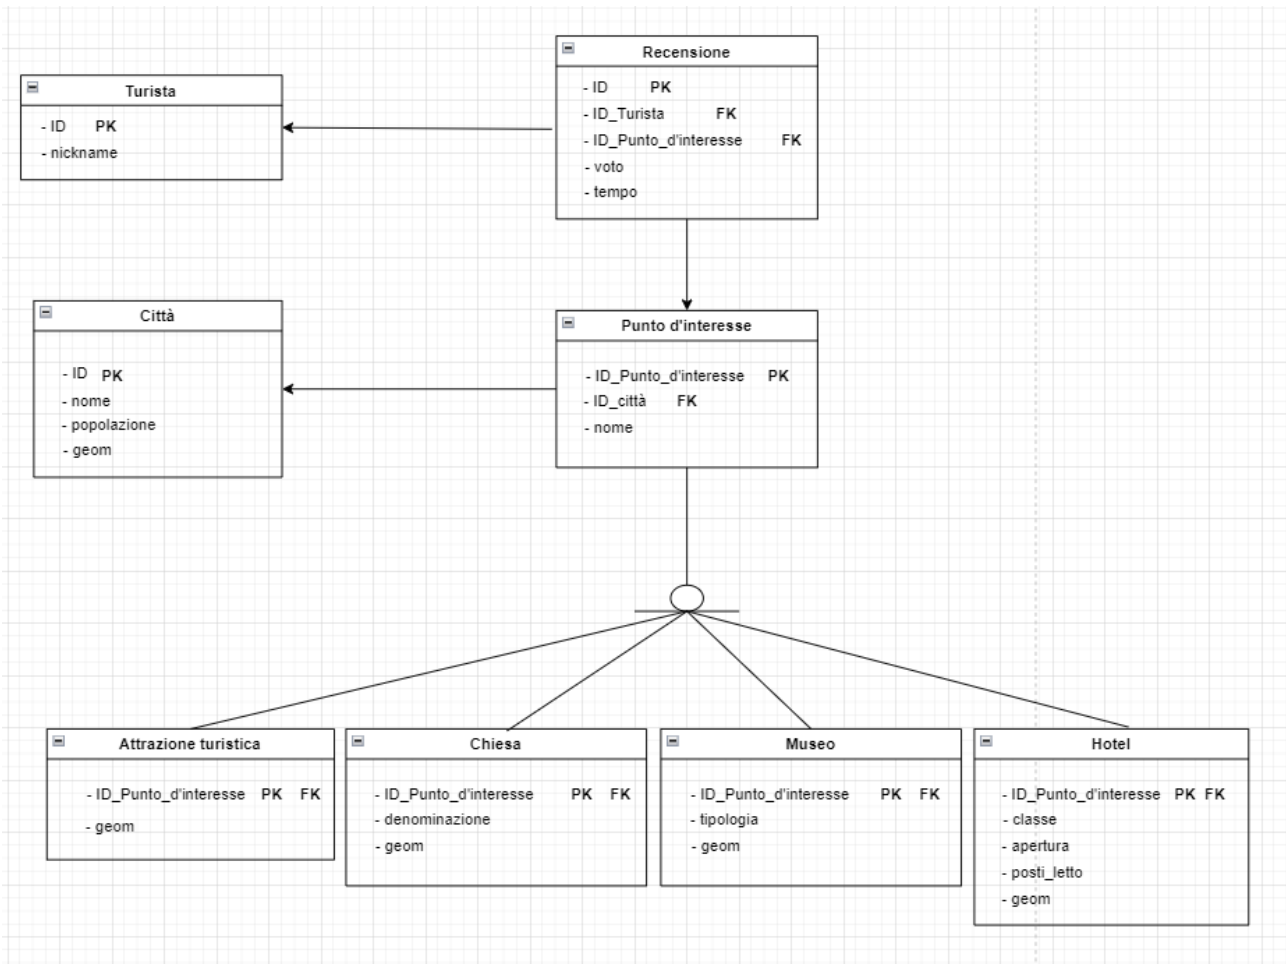 Recensione
- ID PK
- ID_Turista FK
- ID_Punto_d'interesse FK
- voto
- tempo
Turista
- ID PK
- nickname
Città
- ID PK
- nome
- popolazione
- geom
Punto d'interesse
- ID_Punto_d'interesse PK
- ID_città FK
- nome
Attrazione turistica
- ID_Punto_d'interesse PK FK
- geom
Chiesa
- ID_Punto_d'interesse PK FK
- denominazione
- geom
Museo
- ID_Punto_d'interesse PK FK
- tipologia
- geom
Hotel
- ID_Punto_d'interesse PK FK
- classe
- apertura
- posti_letto
- geom